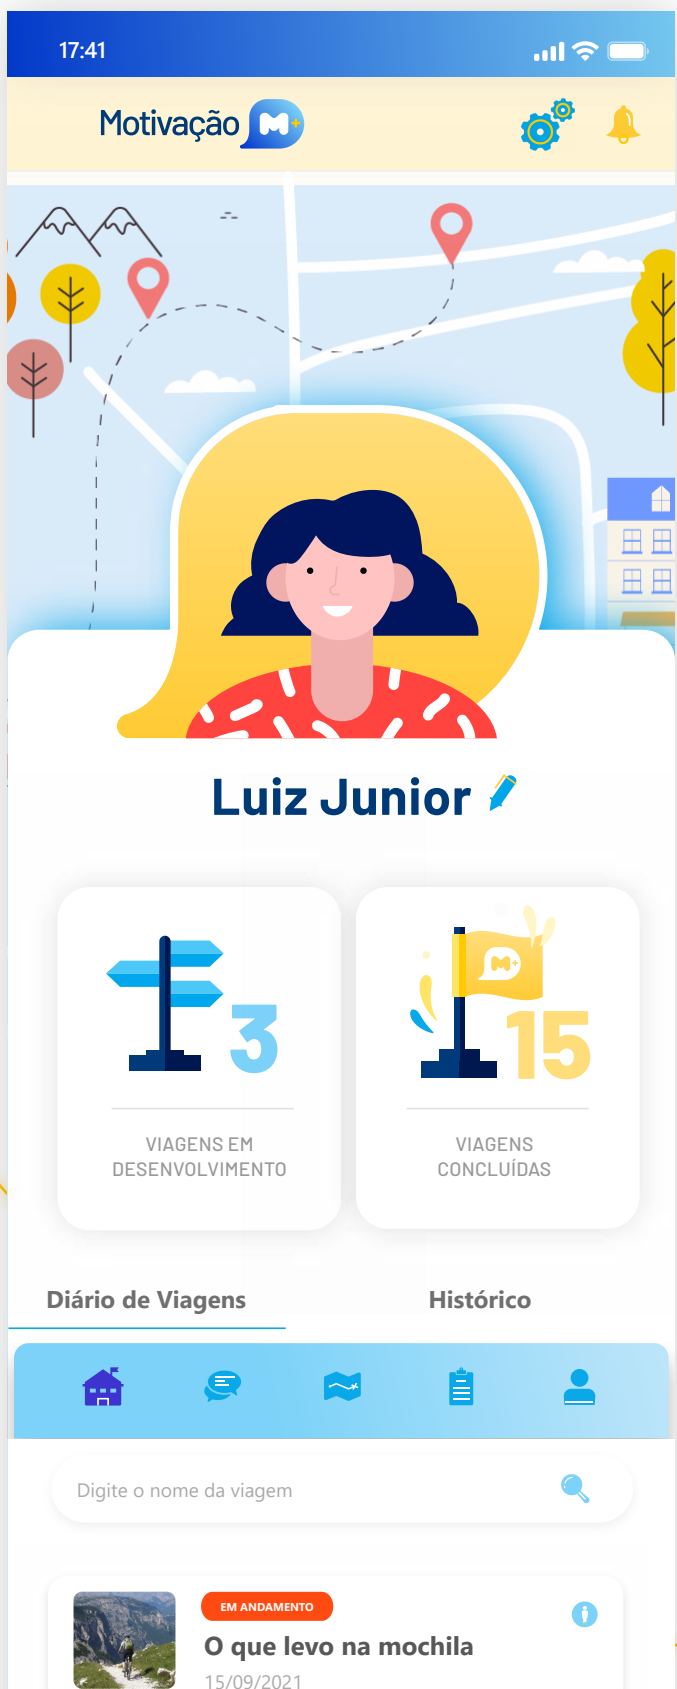 17:41
Motivação M+
M+
Luiz Junior
3
15
VIAGENS EM
DESENVOLVIMENTO
VIAGENS
CONCLUÍDAS
Diário de Viagens
Histórico
Digite o nome da viagem
EM ANDAMENTO
O que levo na mochila
15/09/2021